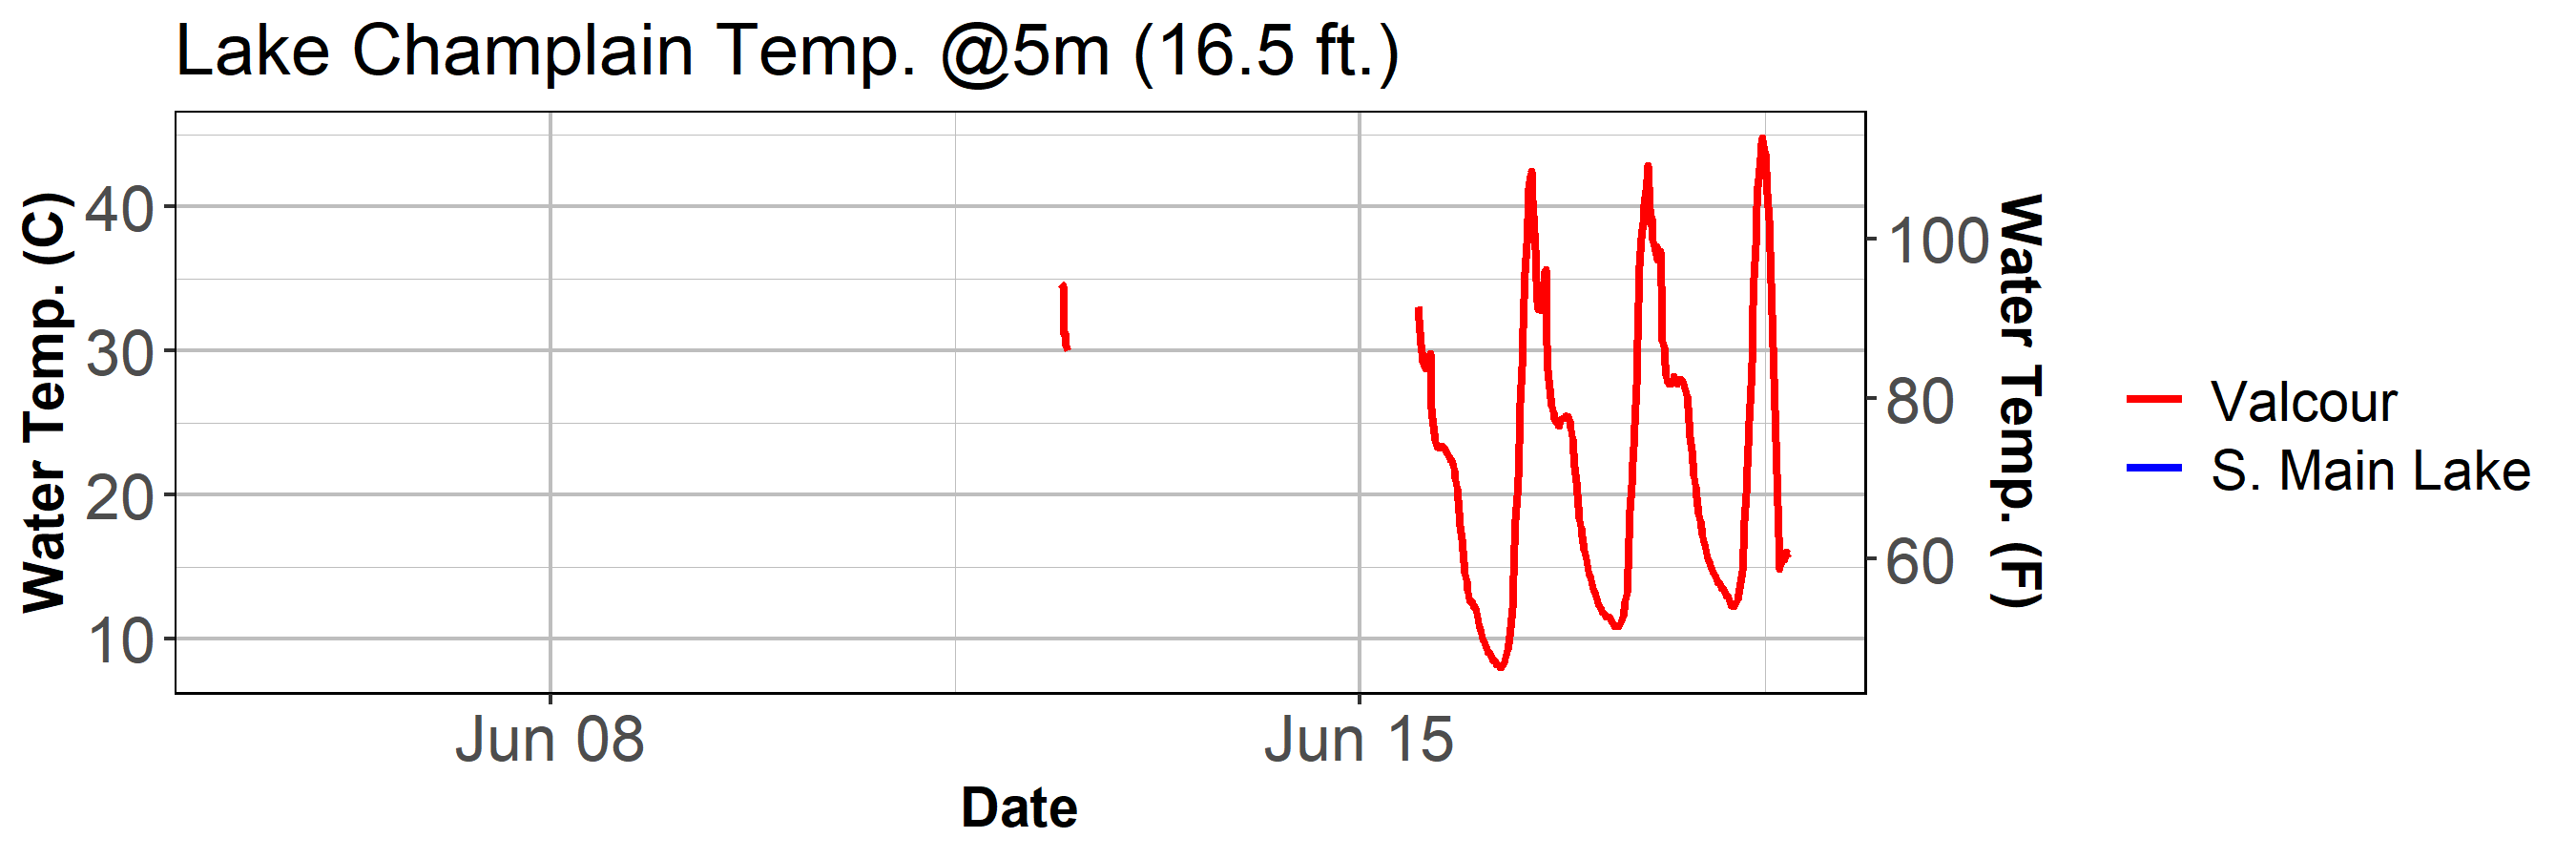 Lake Champlain Temp. @5m (16.5 ft.)
Water Temp. (C)
40
30
20
10
100
80
60
Water Temp. (F)
Jun 08
Jun 15
Date
Valcour
S. Main Lake